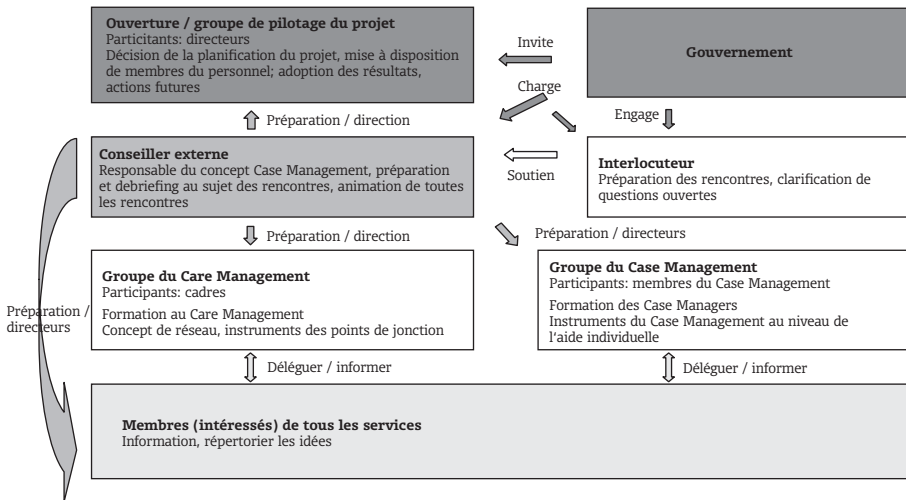 Ouverture / groupe de pilotage du projet
Particitants: directeurs
Décision de la planification du projet, mise à disposition
de membres du personnel; adoption des résultats,
actions futures
Invite
Gouvernement
Charge
Préparation / direction
Engage
Conseiller externe
Responsable du concept Case Management, préparation
et debriefing au sujet des rencontres, animation de toutes
les rencontres
Soutien
Interlocuteur
Préparation des rencontres, clarification de
questions ouvertes
Préparation / direction
Préparation / directeurs
Groupe du Care Management
Participants: cadres
Formation au Care Management
Concept de réseau, instruments des points de jonction
Groupe du Case Management
Participants: membres du Case Management
Formation des Case Managers
Instruments du Case Management au niveau de
l'aide individuelle
Préparation /
directeurs
Déléguer / informer
Déléguer / informer
Membres (intéressés) de tous les services
Information, répertorier les idées